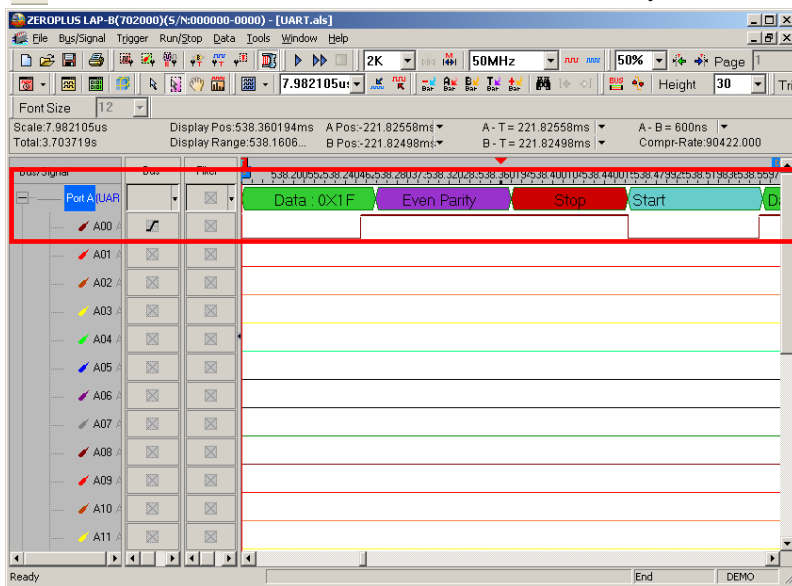 ZEROPLUS LAP-B(702000)(S/N:000000-0000) - [UART.als]
File Bus/Signal Trigger Run/Stop Data Tools Window Help
2K 50MHz 50% Page 1
7.982105us Height 30 Tri
Font Size 12
Scale:7.982105us Display Pos:538.360194ms A Pos:-221.82558ms A - T = 221.82558ms A - B = 600ns
Total:3.703719s Display Range:538.1606... B Pos:-221.82498ms B - T = 221.82498ms Compr-Rate:90422.000
Bus/Signal Bus Filter
Port A (UAR Data : 0X1F Even Parity Stop Start D
A00
A01
A02
A03
A04
A05
A06
A07
A08
A09
A10
A11
Ready End DEMO